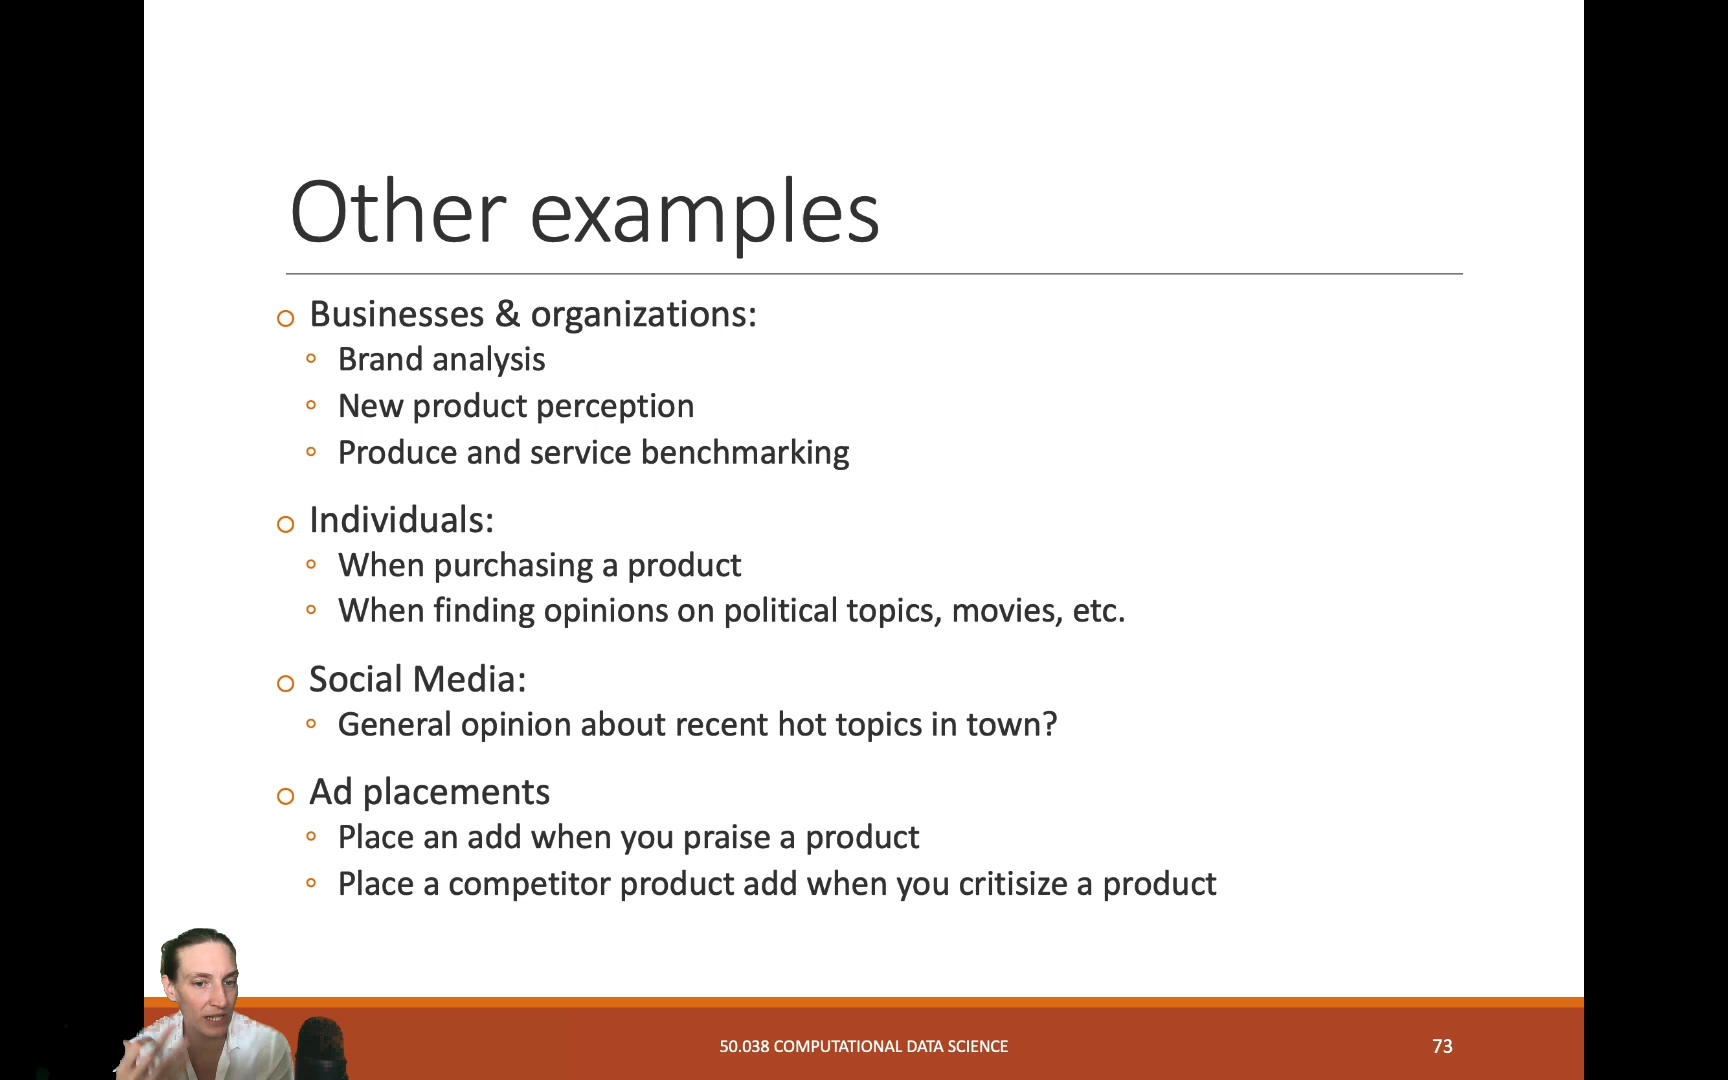 Other examples
Businesses & organizations:
Brand analysis
New product perception
Produce and service benchmarking
Individuals:
When purchasing a product
When finding opinions on political topics, movies, etc.
Social Media:
General opinion about recent hot topics in town?
Ad placements
Place an add when you praise a product
Place a competitor product add when you critisize a product
50.038 COMPUTATIONAL DATA SCIENCE
73